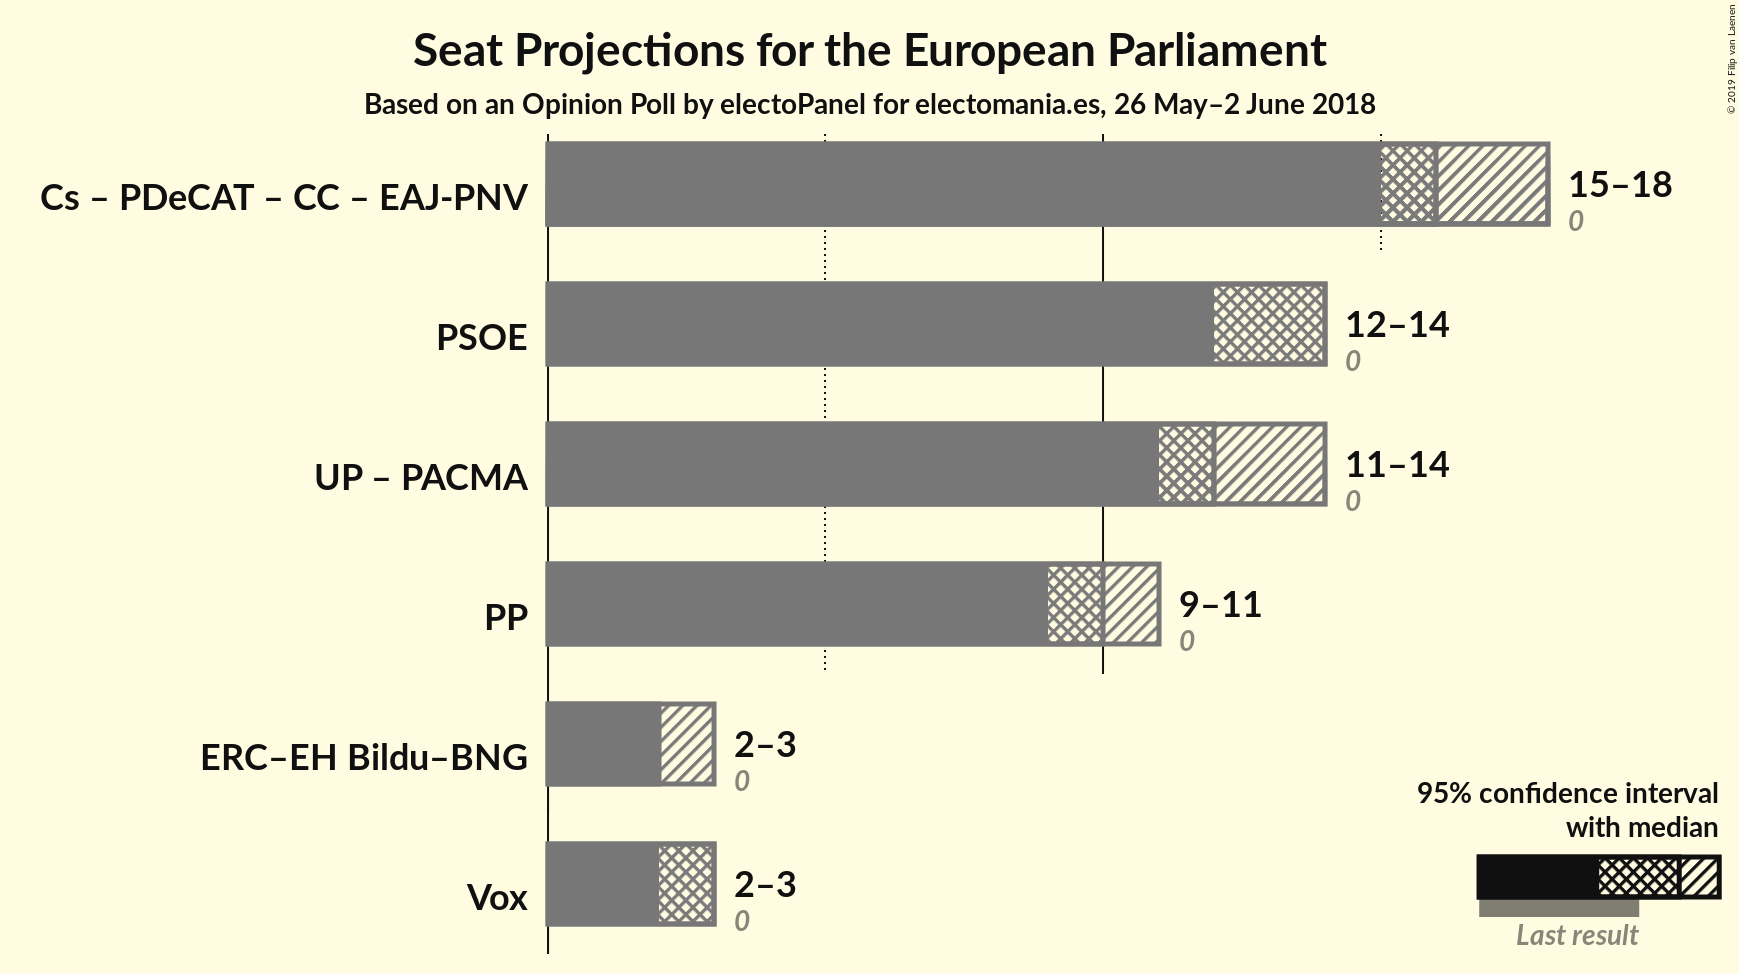 Seat Projections for the European Parliament
Based on an Opinion Poll by electoPanel for electomania.es, 26 May–2 June 2018
© 2019 Filip van Laenen
Cs – PDeCAT – CC – EAJ-PNV
15–18
0
PSOE
12–14
0
UP – PACMA
11–14
0
PP
9–11
0
ERC–EH Bildu–BNG
2–3
0
Vox
2–3
0
95% confidence interval
with median
Last result